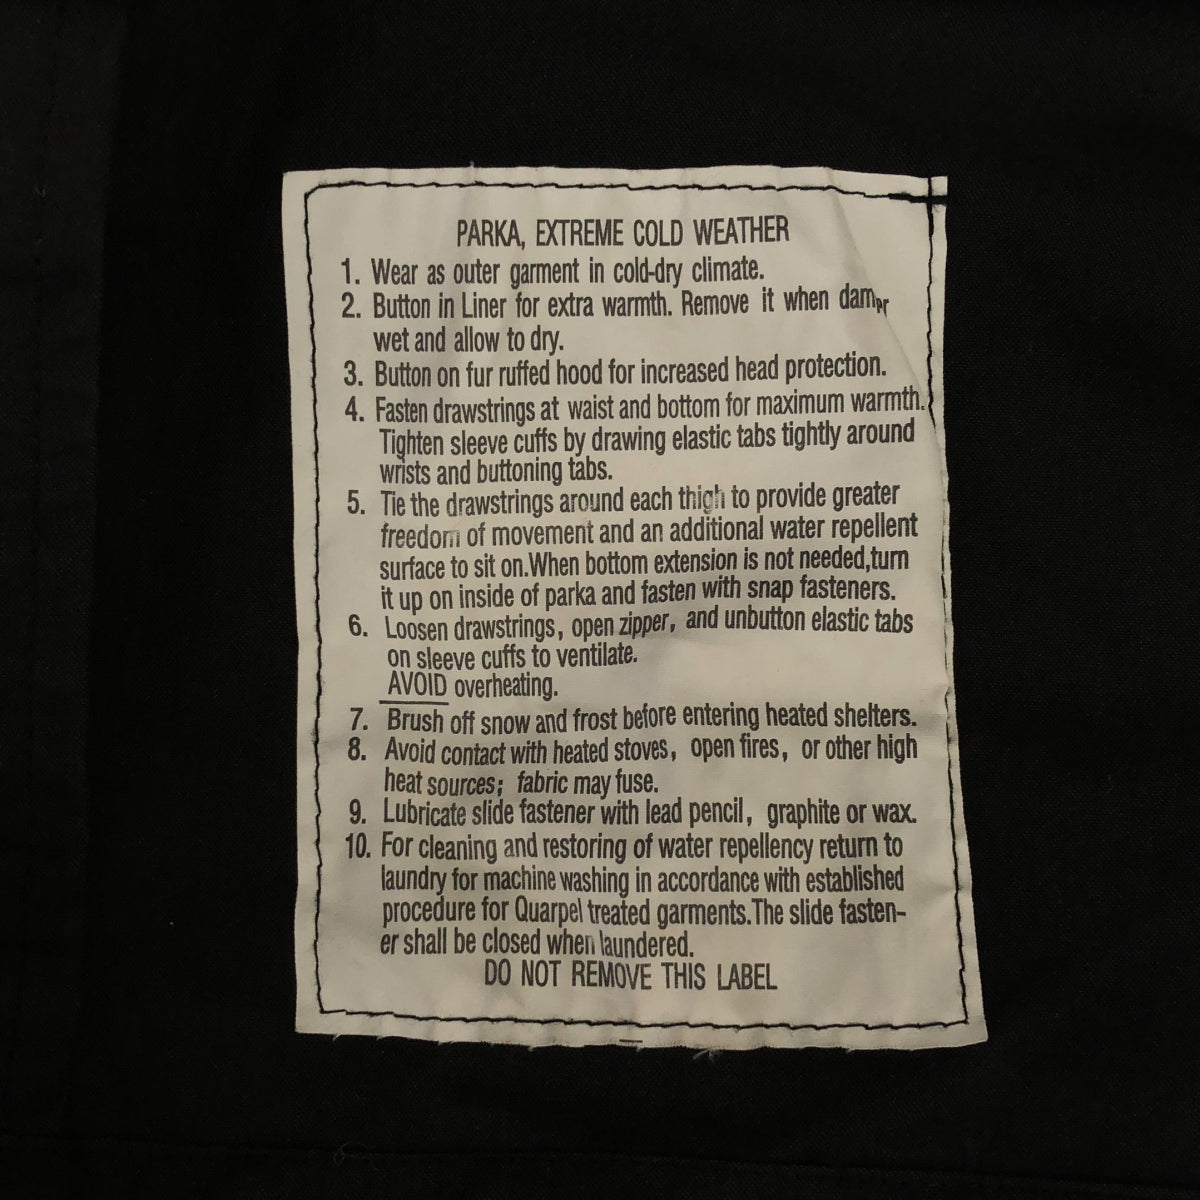 PARKA, EXTREME COLD WEATHER
1. Wear as outer garment in cold-dry climate.
2. Button in Liner for extra warmth. Remove it when
wet and allow to dry.
3. Button on fur ruffed hood for increased head protection.
4. Fasten drawstrings at waist and bottom for maximum warmth.
Tighten sleeve cuffs by drawing elastic tabs tightly around
wrists and buttoning tabs.
5. Tie the drawstrings around each thigh to provide greater
freedom of movement and an additional water repellent
surface to sit on.When bottom extension is not needed,turn
it up on inside of parka and fasten with snap fasteners.
6. Loosen drawstrings, open zipper, and unbutton elastic tabs
on sleeve cuffs to ventilate.
AVOID overheating.
7. Brush off snow and frost before entering heated shelters.
8. Avoid contact with heated stoves, open fires, or other high
heat sources; fabric may fuse.
9. Lubricate slide fastener with lead pencil, graphite or wax.
10. For cleaning and restoring of water repellency return to
laundry for machine washing in accordance with established
procedure for Quarpel treated garments.The slide fasten-
er shall be closed when laundered.
DO NOT REMOVE THIS LABEL